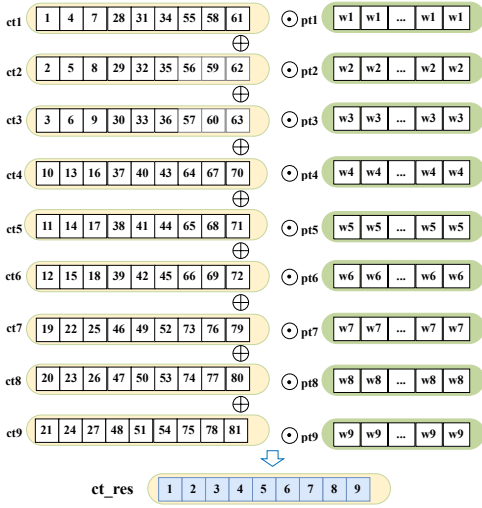 ct1 1 4 7 28 31 34 55 58 61 ⊙ pt1 w1 w1 ... w1 w1
⊕
ct2 2 5 8 29 32 35 56 59 62 ⊙ pt2 w2 w2 ... w2 w2
⊕
ct3 3 6 9 30 33 36 57 60 63 ⊙ pt3 w3 w3 ... w3 w3
⊕
ct4 10 13 16 37 40 43 64 67 70 ⊙ pt4 w4 w4 ... w4 w4
⊕
ct5 11 14 17 38 41 44 65 68 71 ⊙ pt5 w5 w5 ... w5 w5
⊕
ct6 12 15 18 39 42 45 66 69 72 ⊙ pt6 w6 w6 ... w6 w6
⊕
ct7 19 22 25 46 49 52 73 76 79 ⊙ pt7 w7 w7 ... w7 w7
⊕
ct8 20 23 26 47 50 53 74 77 80 ⊙ pt8 w8 w8 ... w8 w8
⊕
ct9 21 24 27 48 51 54 75 78 81 ⊙ pt9 w9 w9 ... w9 w9
ct_res 1 2 3 4 5 6 7 8 9